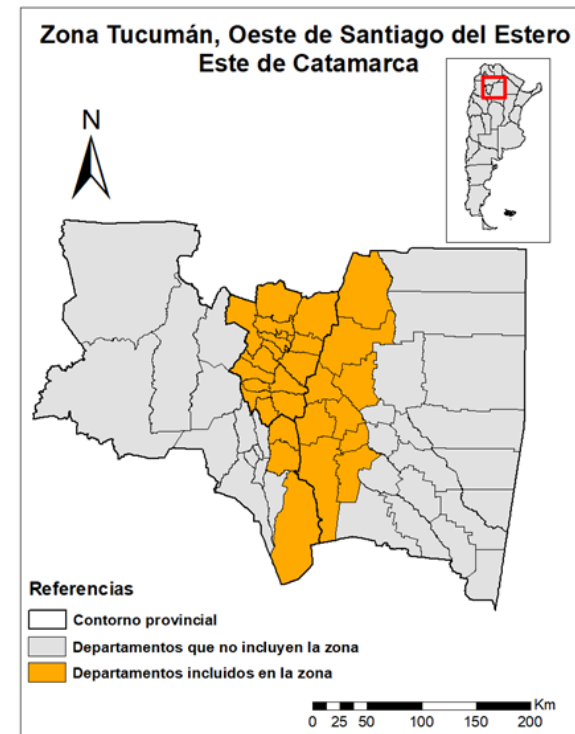 Zona Tucumán, Oeste de Santiago del Estero
Este de Catamarca
N
Referencias
Contorno provincial
Departamentos que no incluyen la zona
Departamentos incluidos en la zona
Km
0 25 50 100 150 200